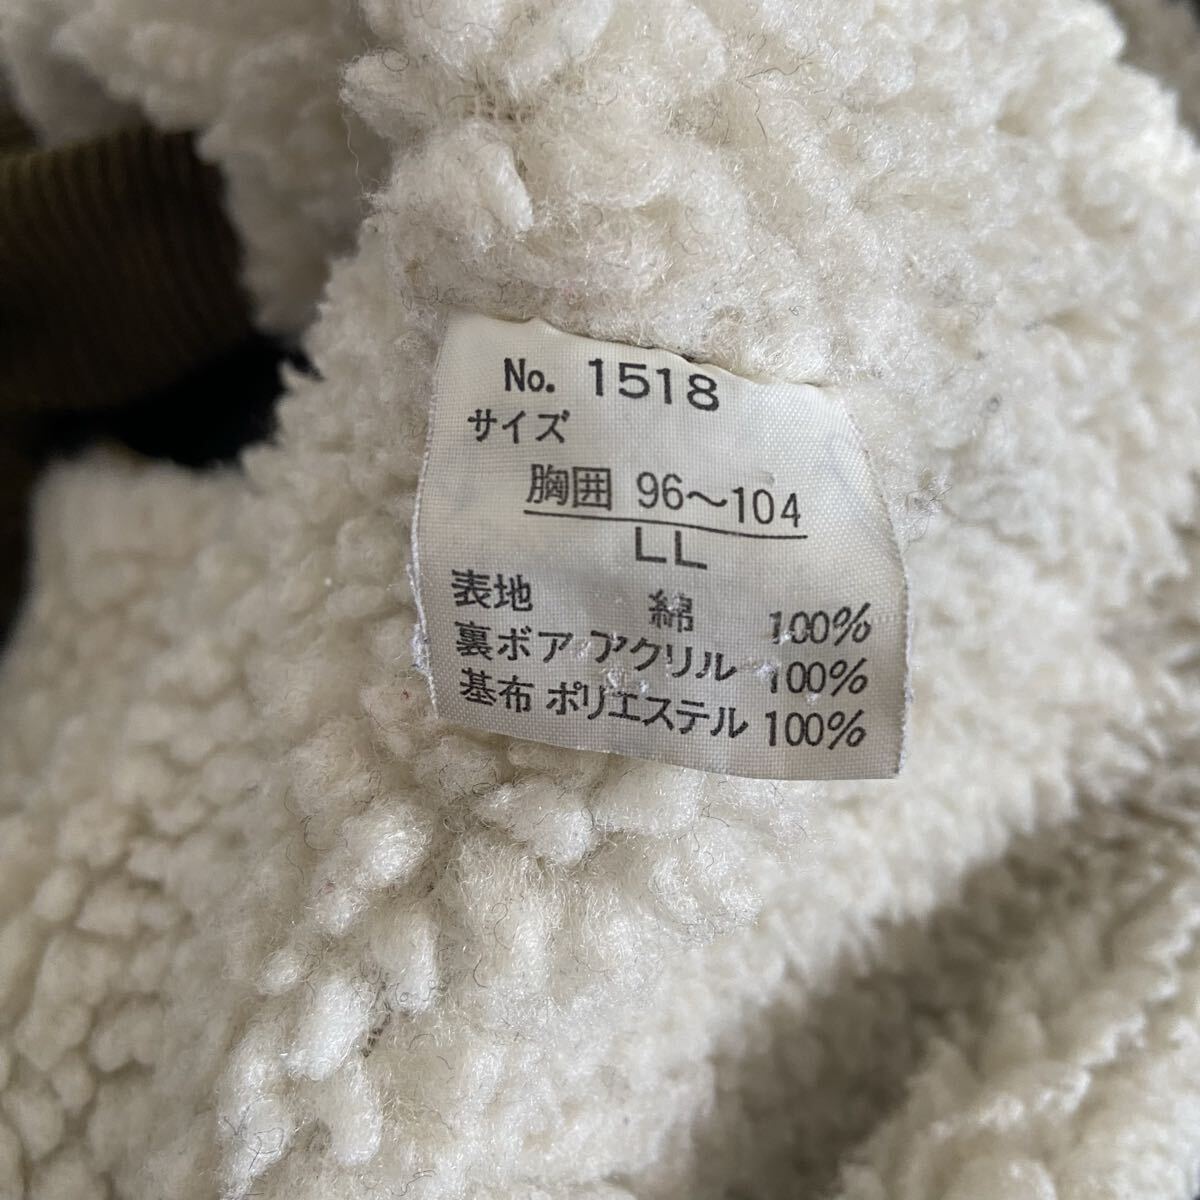 No. 1518
サイズ
胸囲 96～104
LL
表地 綿 100%
裏ボア アクリル 100%
基布 ポリエステル 100%